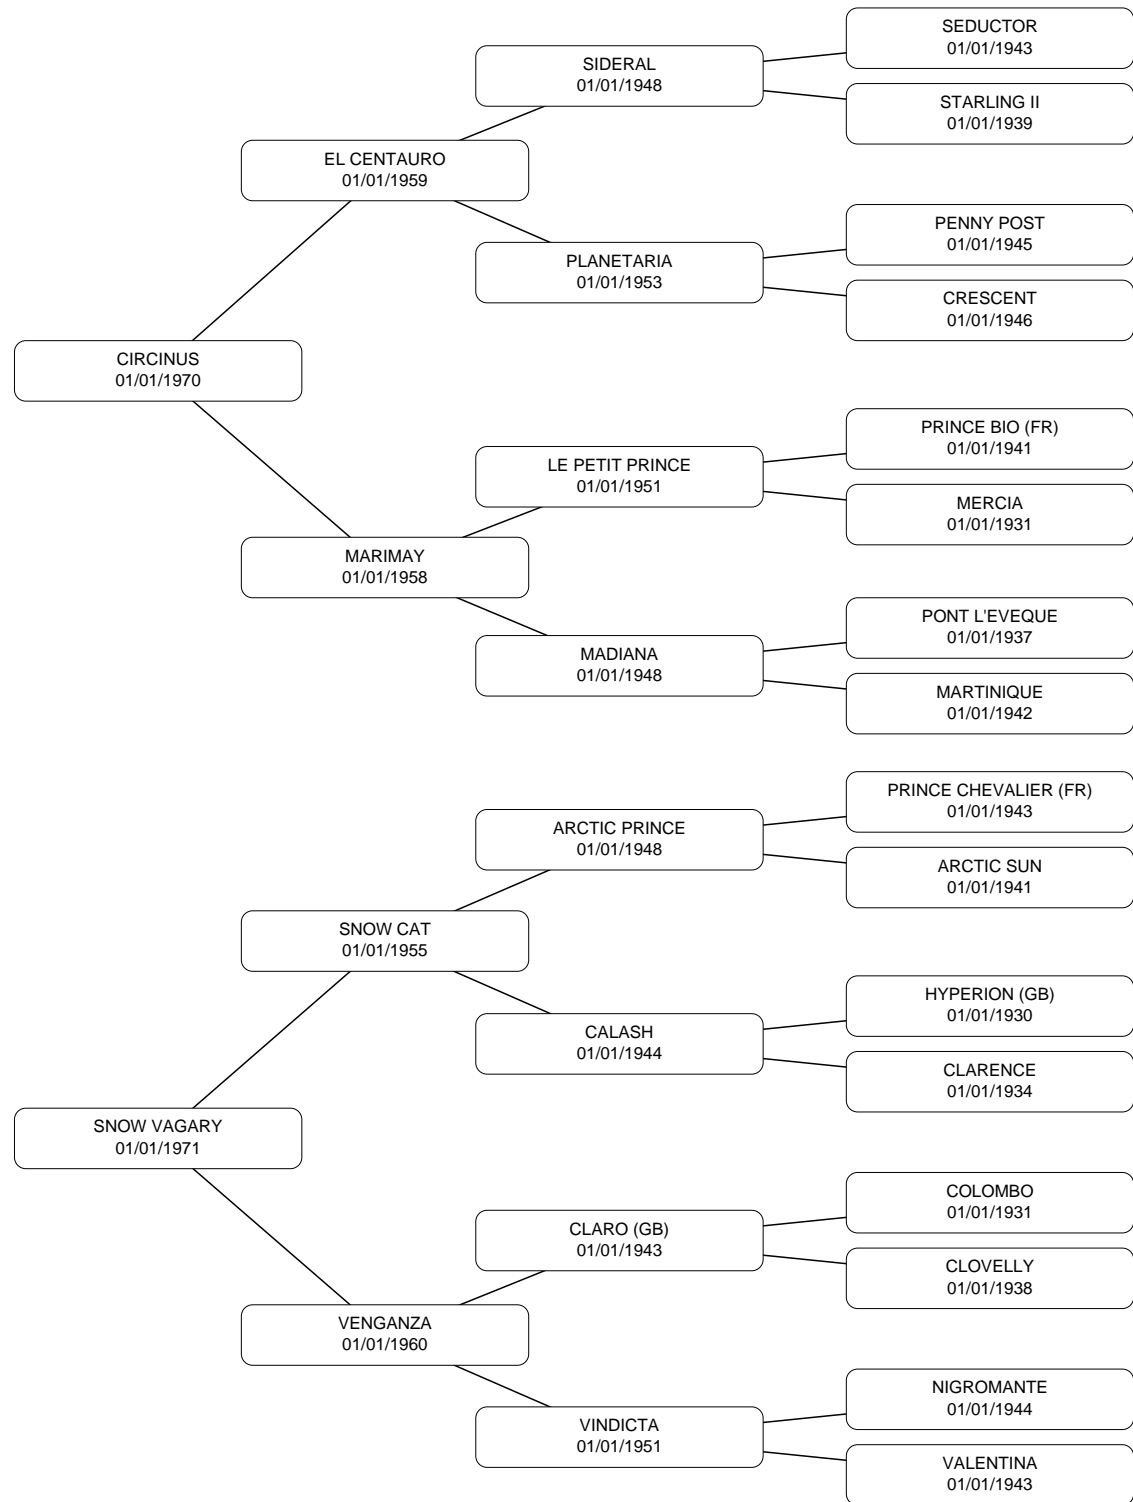 SEDUCTOR
01/01/1943
SIDERAL
01/01/1948
STARLING II
01/01/1939
EL CENTAURO
01/01/1959
PENNY POST
01/01/1945
PLANETARIA
01/01/1953
CRESCENT
01/01/1946
CIRCINUS
01/01/1970
PRINCE BIO (FR)
01/01/1941
LE PETIT PRINCE
01/01/1951
MERCIA
01/01/1931
MARIMAY
01/01/1958
PONT L'EVEQUE
01/01/1937
MADIANA
01/01/1948
MARTINIQUE
01/01/1942
PRINCE CHEVALIER (FR)
01/01/1943
ARCTIC PRINCE
01/01/1948
ARCTIC SUN
01/01/1941
SNOW CAT
01/01/1955
HYPERION (GB)
01/01/1930
CALASH
01/01/1944
CLARENCE
01/01/1934
SNOW VAGARY
01/01/1971
COLOMBO
01/01/1931
CLARO (GB)
01/01/1943
CLOVELLY
01/01/1938
VENGANZA
01/01/1960
NIGROMANTE
01/01/1944
VINDICTA
01/01/1951
VALENTINA
01/01/1943